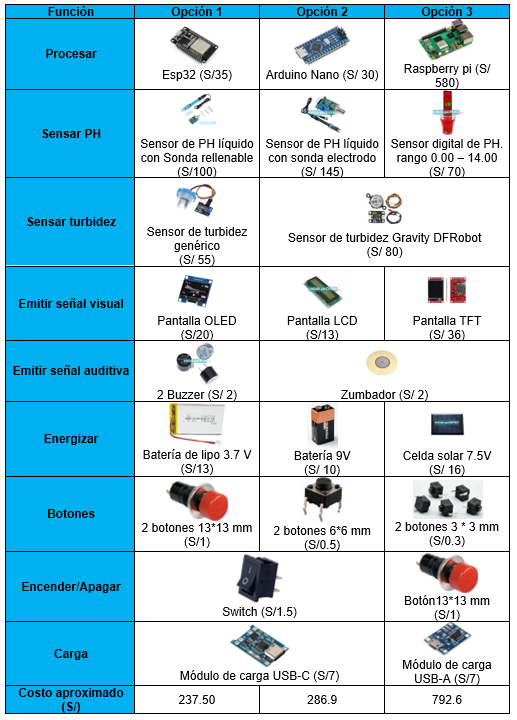 Función Opción 1 Opción 2 Opción 3
Procesar
Esp32 (S/35)
Arduino Nano (S/ 30)
Raspberry pi (S/
580)
Sensar PH
Sensor de PH líquido
con Sonda rellenable
(S/100)
Sensor de PH líquido
con sonda electrodo
(S/ 145)
Sensor digital de PH.
rango 0.00 – 14.00
(S/ 70)
Sensar turbidez
Sensor de turbidez
genérico
(S/ 55)
Sensor de turbidez Gravity DFRobot
(S/ 80)
Emitir señal visual
Pantalla OLED
(S/20)
Pantalla LCD
(S/13)
Pantalla TFT
(S/ 36)
Emitir señal auditiva
2 Buzzer (S/ 2)
Zumbador (S/ 2)
Energizar
Batería de lipo 3.7 V
(S/13)
Batería 9V
(S/ 10)
Celda solar 7.5V
(S/ 16)
Botones
2 botones 13*13 mm
(S/1)
2 botones 6*6 mm
(S/0.5)
2 botones 3 * 3 mm
(S/0.3)
Encender/Apagar
Switch (S/1.5)
Botón13*13 mm
(S/1)
Carga
Módulo de carga USB-C (S/7)
Módulo de carga
USB-A (S/7)
Costo aproximado
(S/)
237.50 286.9 792.6